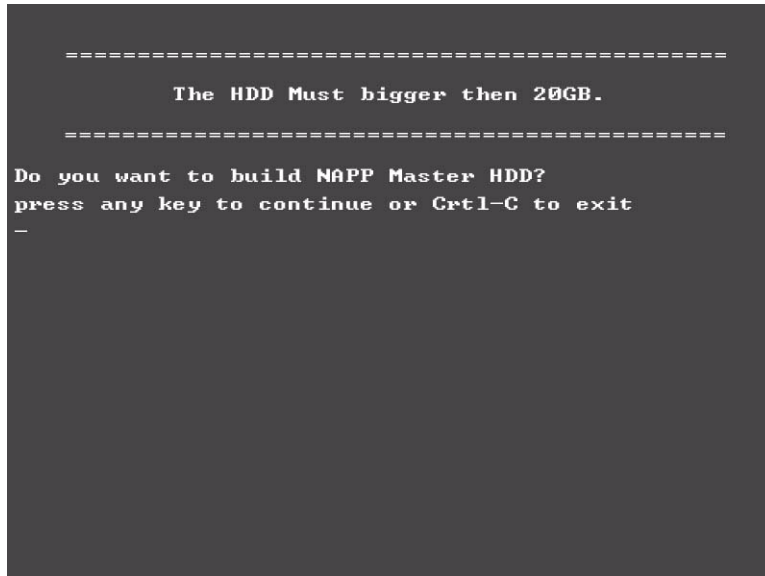 ==============================================
The HDD Must bigger then 20GB.
==============================================
Do you want to build NAPP Master HDD?
press any key to continue or Crtl-C to exit
_